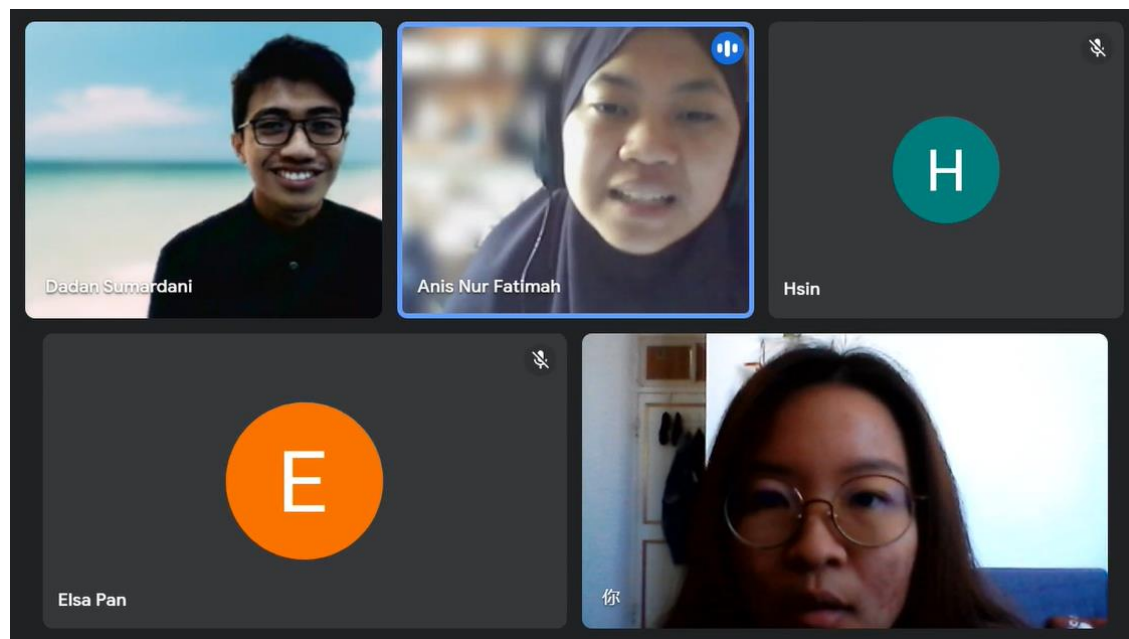 Dadan Sumardani
Anis Nur Fatimah
H
Hsin
E
Elsa Pan
你